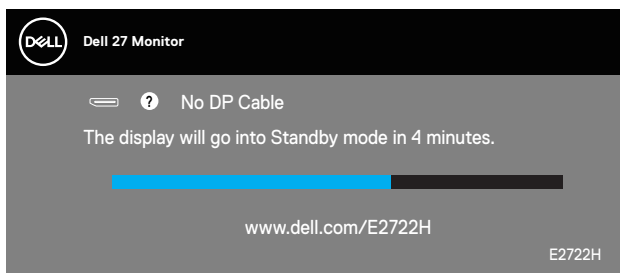 DELL
Dell 27 Monitor
? No DP Cable
The display will go into Standby mode in 4 minutes.
www.dell.com/E2722H
E2722H